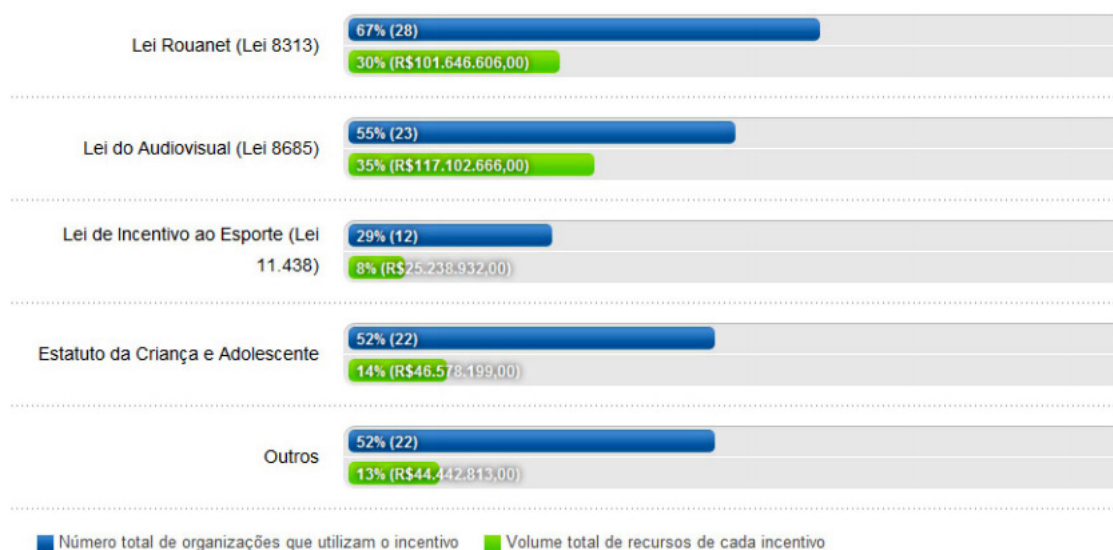 Lei Rouanet (Lei 8313)
67% (28)
30% (R$101.646.606,00)
Lei do Audiovisual (Lei 8685)
55% (23)
35% (R$117.102.666,00)
Lei de Incentivo ao Esporte (Lei
11.438)
29% (12)
8% (R$25.238.932,00)
Estatuto da Criança e Adolescente
52% (22)
14% (R$46.578.199,00)
Outros
52% (22)
13% (R$44.442.813,00)
Número total de organizações que utilizam o incentivo
Volume total de recursos de cada incentivo